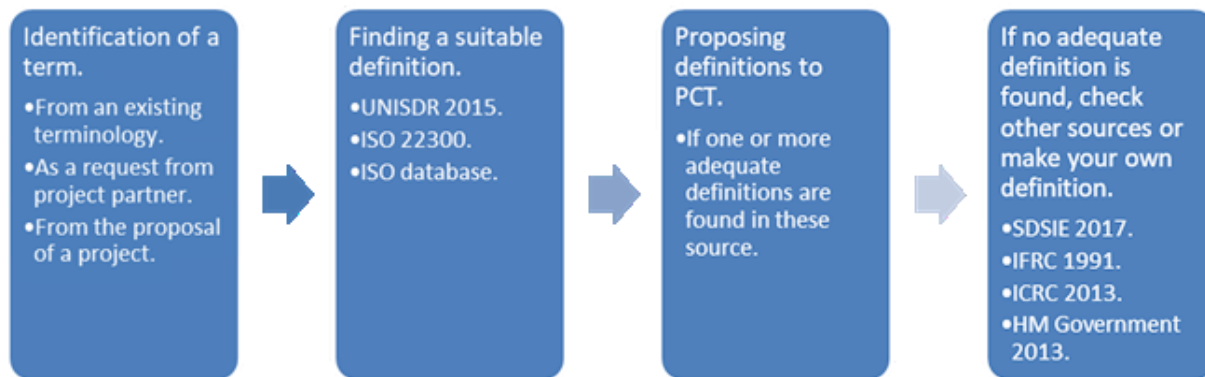 Identification of a
term.
•From an existing
terminology.
•As a request from
project partner.
•From the proposal
of a project.
Finding a suitable
definition.
•UNISDR 2015.
•ISO 22300.
•ISO database.
Proposing
definitions to
PCT.
•If one or more
adequate
definitions are
found in these
source.
If no adequate
definition is
found, check
other sources or
make your own
definition.
•SDSIE 2017.
•IFRC 1991.
•ICRC 2013.
•HM Government
2013.